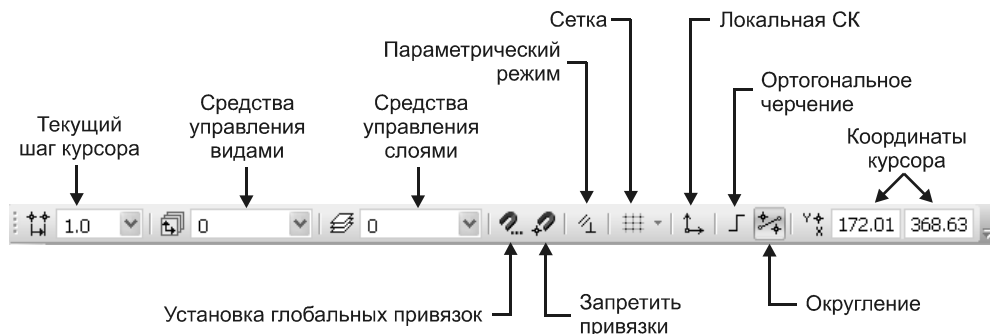 Сетка
Локальная СК
Параметрический
режим
Ортогональное
черчение
Средства
управления
видами
Средства
управления
слоями
Текущий
шаг курсора
Координаты
курсора
1.0
0
0
Y
X
172.01
368.63
Установка глобальных привязок
Запретить
привязки
Округление